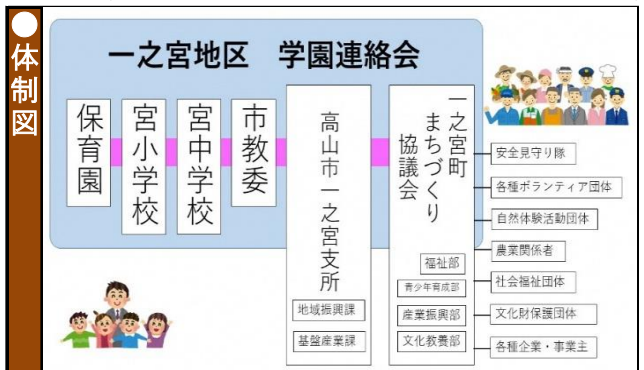 ●体制図
一之宮地区 学園連絡会
保育園
宮小学校
宮中学校
市教委
高山市一之宮支所
地域振興課
基盤産業課
一之宮町
まちづくり
協議会
福祉部
青少年育成部
産業振興部
文化教養部
安全見守り隊
各種ボランティア団体
自然体験活動団体
農業関係者
社会福祉団体
文化財保護団体
各種企業・事業主